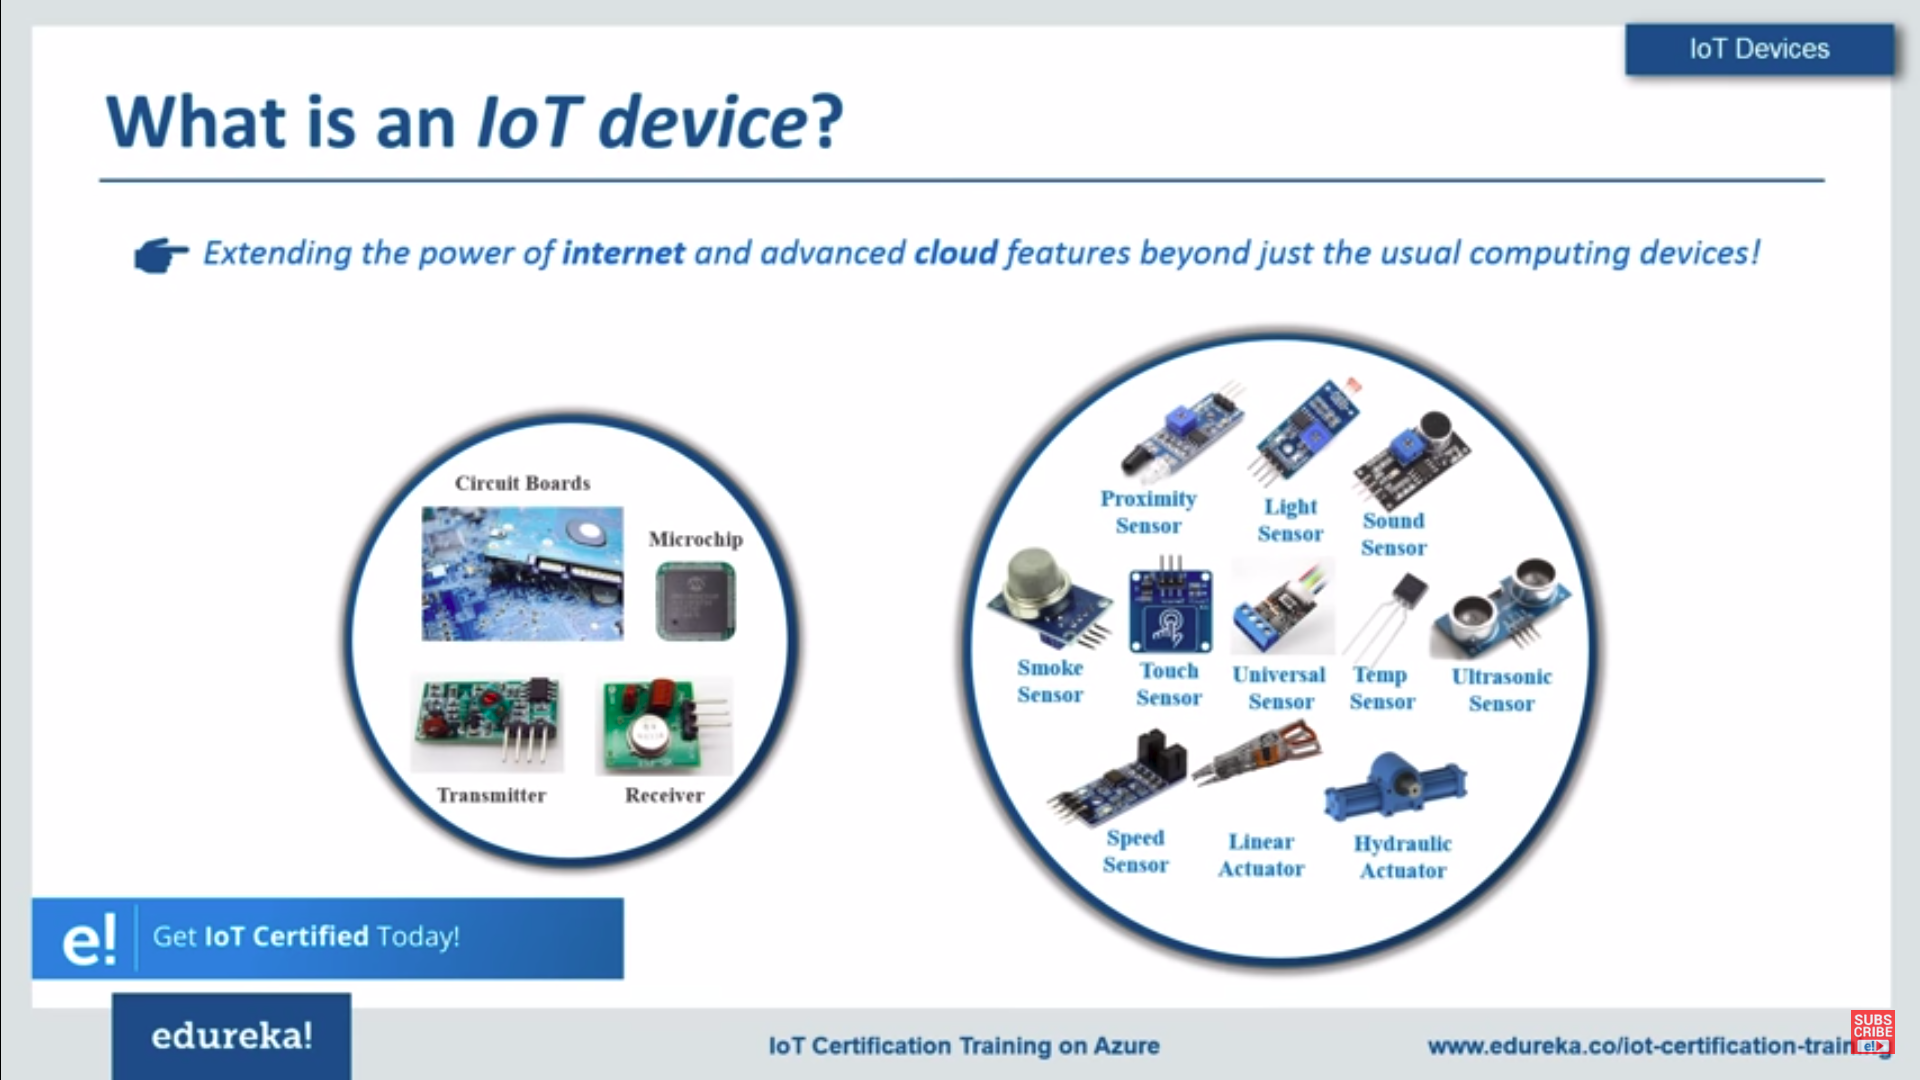 IoT Devices
What is an IoT device?
Extending the power of internet and advanced cloud features beyond just the usual computing devices!
Circuit Boards
Microchip
Transmitter
Receiver
Proximity
Sensor
Light
Sensor
Sound
Sensor
Smoke
Sensor
Touch
Sensor
Universal
Sensor
Temp
Sensor
Ultrasonic
Sensor
Speed
Sensor
Linear
Actuator
Hydraulic
Actuator
e!
Get IoT Certified Today!
edureka!
IoT Certification Training on Azure
www.edureka.co/iot-certification-training
SUBS
CRIBE
e!